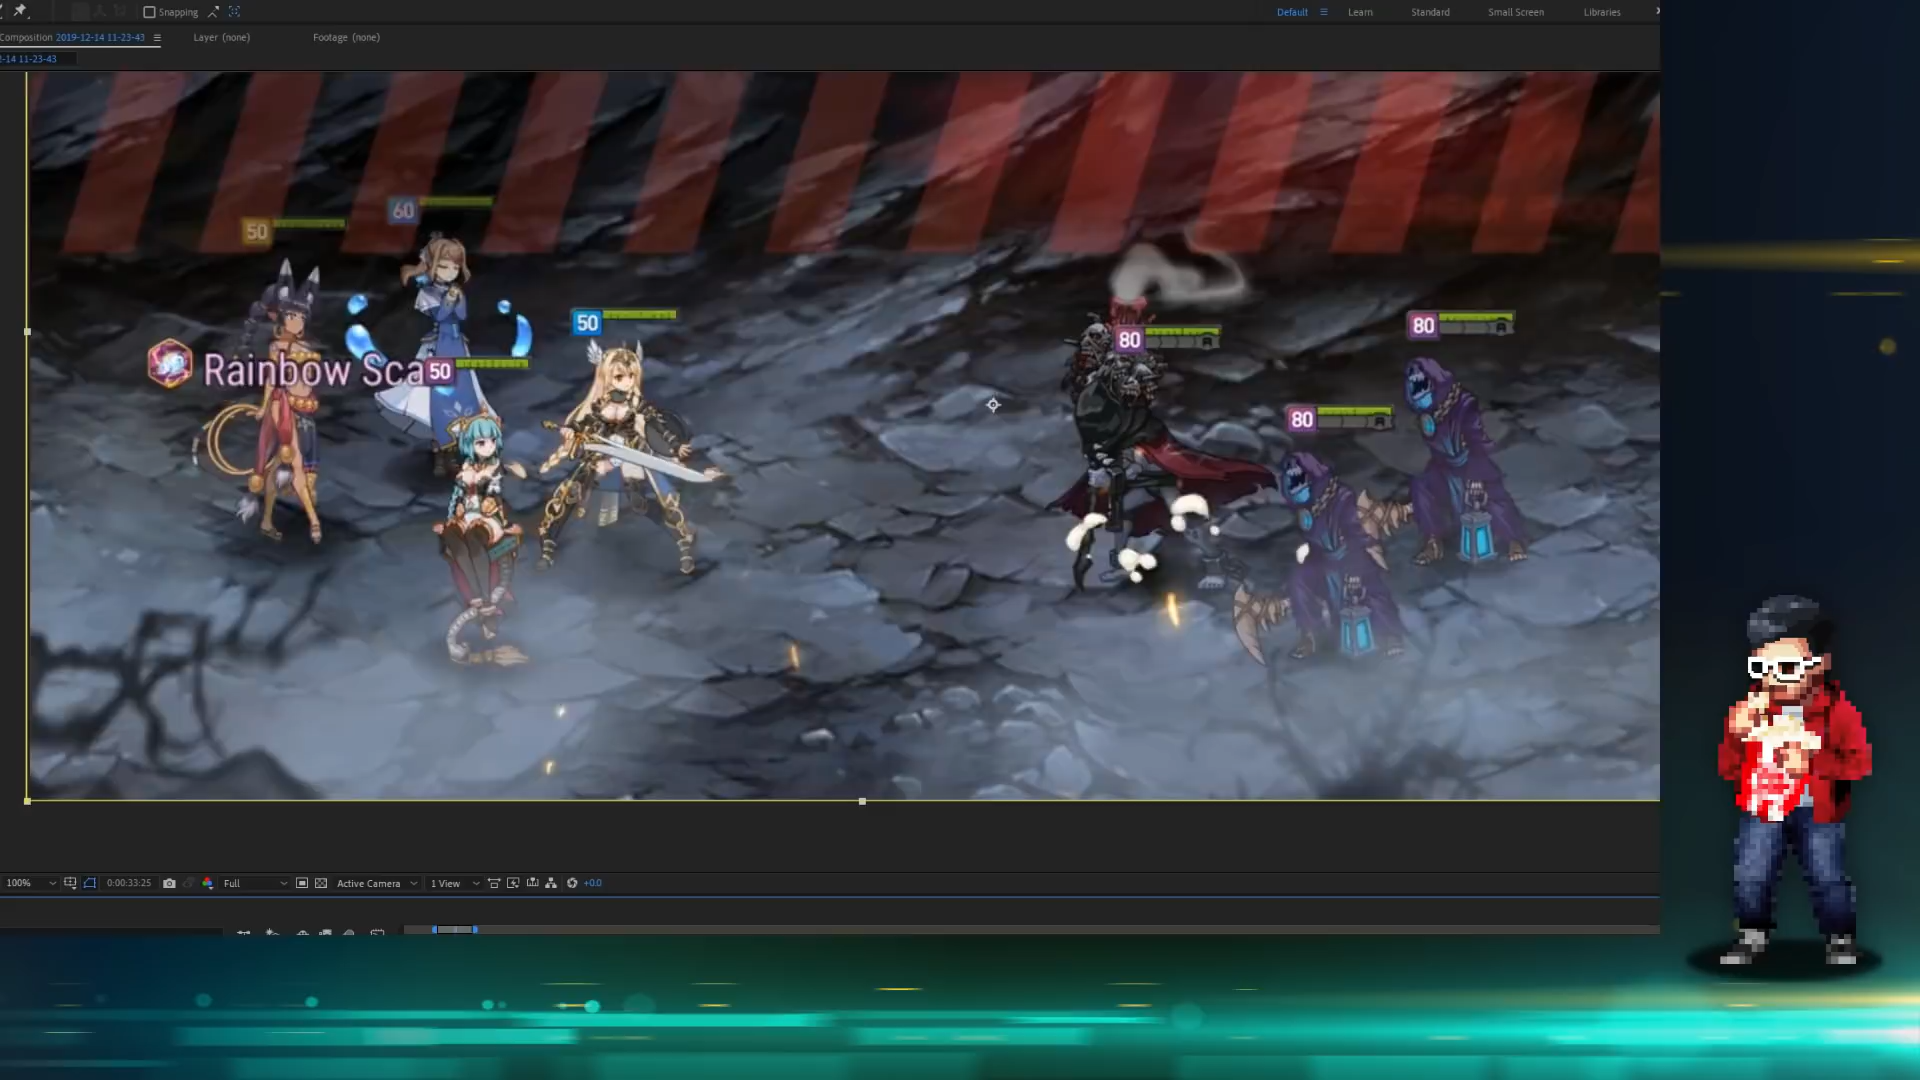 Snapping
Default
Learn
Standard
Small Screen
Libraries
Composition 2019-12-14 11-23-43
Layer (none)
Footage (none)
-14 11-23-43
60
50
50
80
80
Rainbow Sca
50
80
100%
0:00:33:25
Full
Active Camera
1 View
+0.0